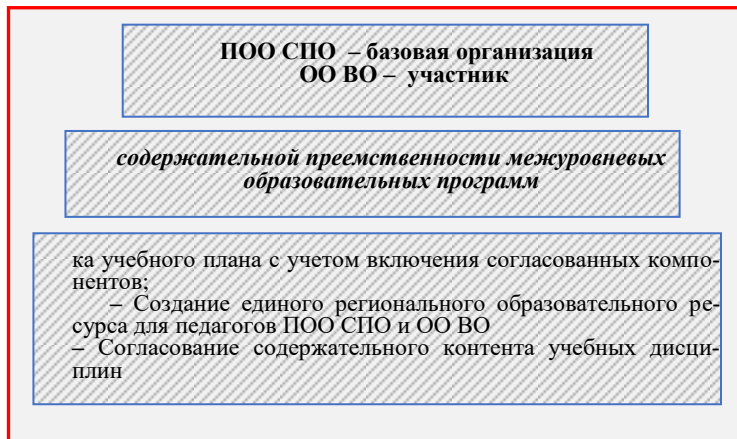 ПОО СПО – базовая организация
ОО ВО – участник
содержательной преемственности межуровневых
образовательных программ
ка учебного плана с учетом включения согласованных компо-
нентов;
– Создание единого регионального образовательного ре-
сурса для педагогов ПОО СПО и ОО ВО
– Согласование содержательного контента учебных дисци-
плин